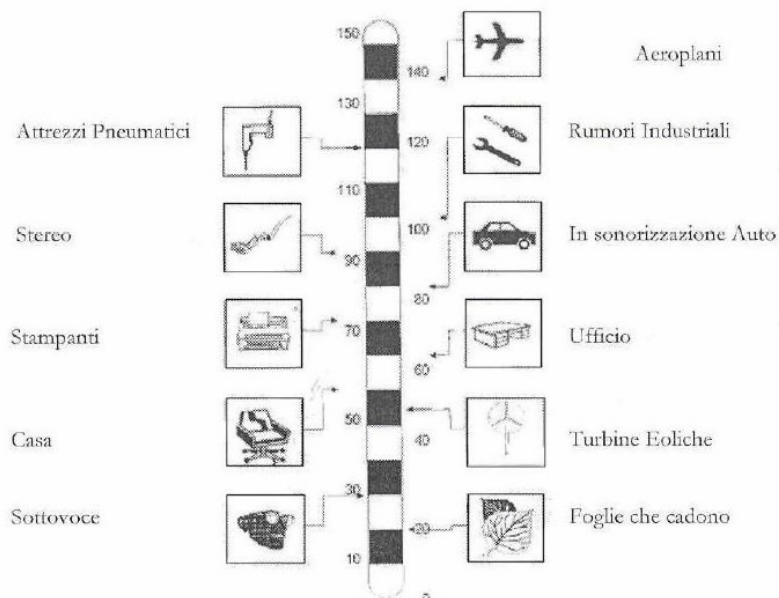 150
Aeroplani
140
130
Attrezzi Pneumatici
120
Rumori Industriali
110
100
Stereo
In sonorizzazione Auto
90
80
Stampanti
70
Ufficio
60
50
Casa
40
Turbine Eoliche
30
Sottovoce
20
Foglie che cadono
10
0